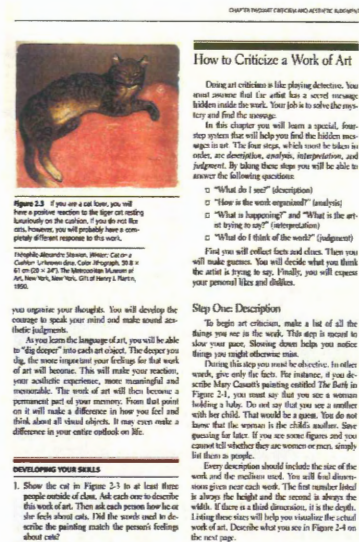 CHAPTER TWO ART CRITICISM AND AESTHETIC JUDGMENT
Figure 2.3 If you are a cat lover, you will
have a positive reaction to the tiger cat resting
luxuriously on the cushion. If you do not like
cats, however, you will probably have a com-
pletely different response to this work.
Théophile-Alexandre Steinlen, Winter: Cat on a
Cushion. Unknown date. Color lithograph, 50.8 ×
61 cm (20 × 24"). The Metropolitan Museum of
Art, New York, New York, Gift of Henry J. Plantin,
1950.
you organize your thoughts. You will develop the
courage to speak your mind and make sound aes-
thetic judgments.
As you learn the language of art, you will be able
to "dig deeper" into each art object. The deeper you
dig, the more important your feelings for that work
of art will become. This will make your reaction,
your aesthetic experience, more meaningful and
memorable. The work of art will then become a
permanent part of your memory. From that point
on it will make a difference in how you feel and
think about all visual objects. It may even make a
difference in your entire outlook on life.
DEVELOPING YOUR SKILLS
1. Show the cat in Figure 2-3 to at least three
people outside of class. Ask each one to describe
this work of art. Then ask each person how he or
she feels about cats. Did the words used to de-
scribe the painting match the person's feelings
about cats?
How to Criticize a Work of Art
Doing art criticism is like playing detective. You
must assume that the artist has a secret message
hidden inside the work. Your job is to solve the mys-
tery and find the message.
In this chapter you will learn a special, four-
step system that will help you find the hidden mes-
sages in art. The four steps, which must be taken in
order, are description, analysis, interpretation, and
judgment. By taking these steps you will be able to
answer the following questions:
□ "What do I see?" (description)
□ "How is the work organized?" (analysis)
□ "What is happening?" and "What is the art-
ist trying to say?" (interpretation)
□ "What do I think of the work?" (judgment)
First you will collect facts and clues. Then you
will make guesses. You will decide what you think
the artist is trying to say. Finally, you will express
your personal likes and dislikes.
Step One: Description
To begin art criticism, make a list of all the
things you see in the work. This step is meant to
slow your pace. Slowing down helps you notice
things you might otherwise miss.
During this step you must be objective. In other
words, give only the facts. For instance, if you de-
scribe Mary Cassatt's painting entitled The Bath in
Figure 2-1, you must say that you see a woman
holding a baby. Do not say that you see a mother
with her child. That would be a guess. You do not
know that the woman is the child's mother. Save
guessing for later. If you see some figures and you
cannot tell whether they are women or men, simply
list them as people.
Every description should include the size of the
work and the medium used. You will find dimen-
sions given near each work. The first number listed
is always the height and the second is always the
width. If there is a third dimension, it is the depth.
Listing these sizes will help you visualize the actual
work of art. Describe what you see in Figure 2-4 on
the next page.